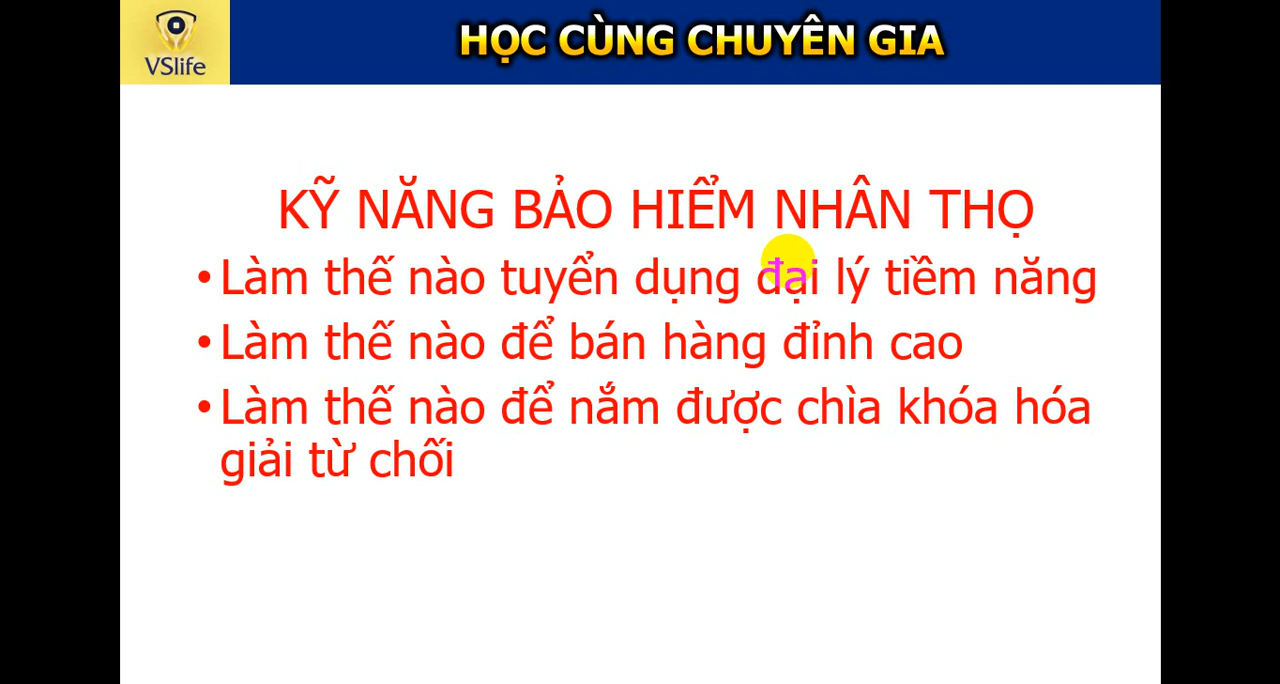 VSlife
HỌC CÙNG CHUYÊN GIA
KỸ NĂNG BẢO HIỂM NHÂN THỌ
•Làm thế nào tuyển dụng đại lý tiềm năng
•Làm thế nào để bán hàng đỉnh cao
•Làm thế nào để nắm được chìa khóa hóa
giải từ chối